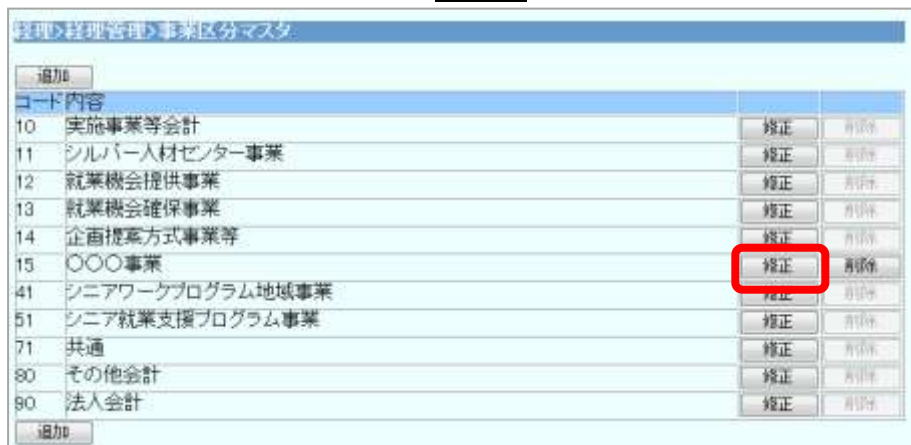 経理>経理管理>事業区分マスタ
追加
コード 内容
10 実施事業等会計 修正 削除
11 シルバー人材センター事業 修正 削除
12 就業機会提供事業 修正 削除
13 就業機会確保事業 修正 削除
14 企画提案方式事業等 修正 削除
15 〇〇〇事業 修正 削除
41 シニアワークプログラム地域事業 修正 削除
51 シニア就業支援プログラム事業 修正 削除
71 共通 修正 削除
80 その他会計 修正 削除
90 法人会計 修正 削除
追加